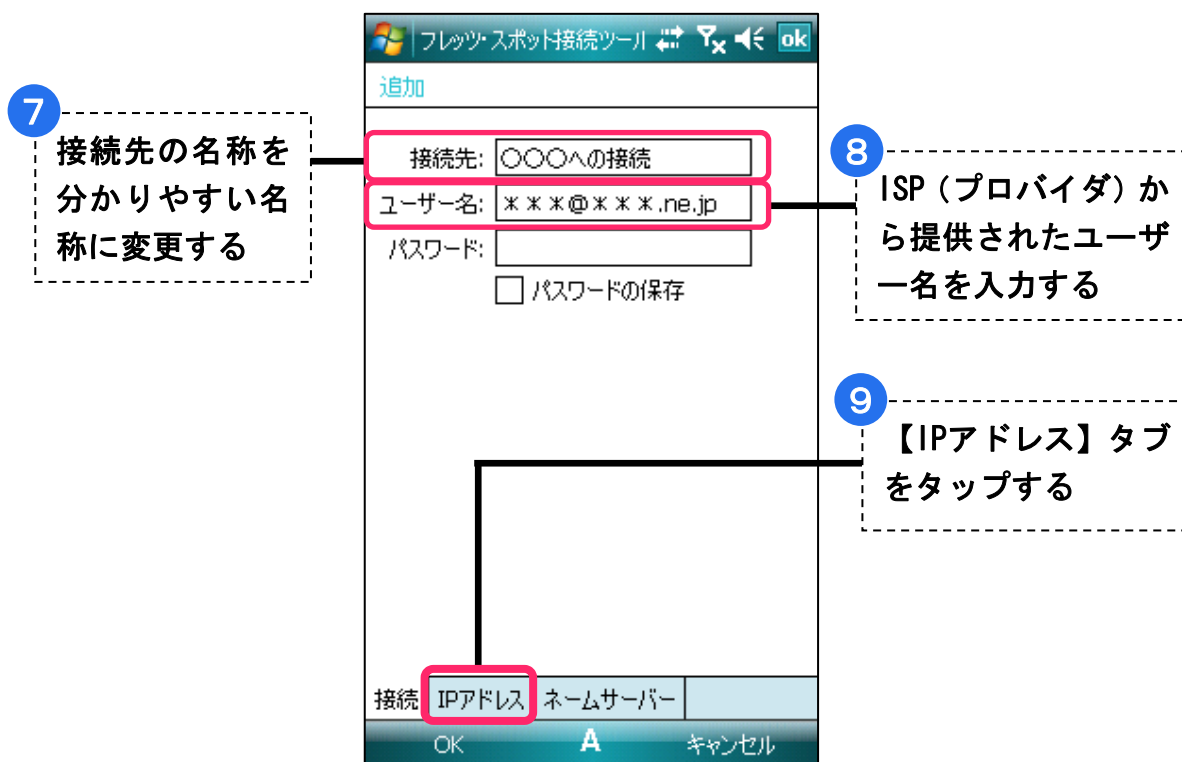 フレッツ・スポット接続ツール
ok
追加
⑦
接続先の名称を
分かりやすい名
称に変更する
接続先: 〇〇〇への接続
ユーザー名: ***@***.ne.jp
パスワード:
パスワードの保存
⑧
ISP(プロバイダ)か
ら提供されたユーザ
ー名を入力する
⑨
【IPアドレス】タブ
をタップする
接続 IPアドレス ネームサーバー
OK A キャンセル